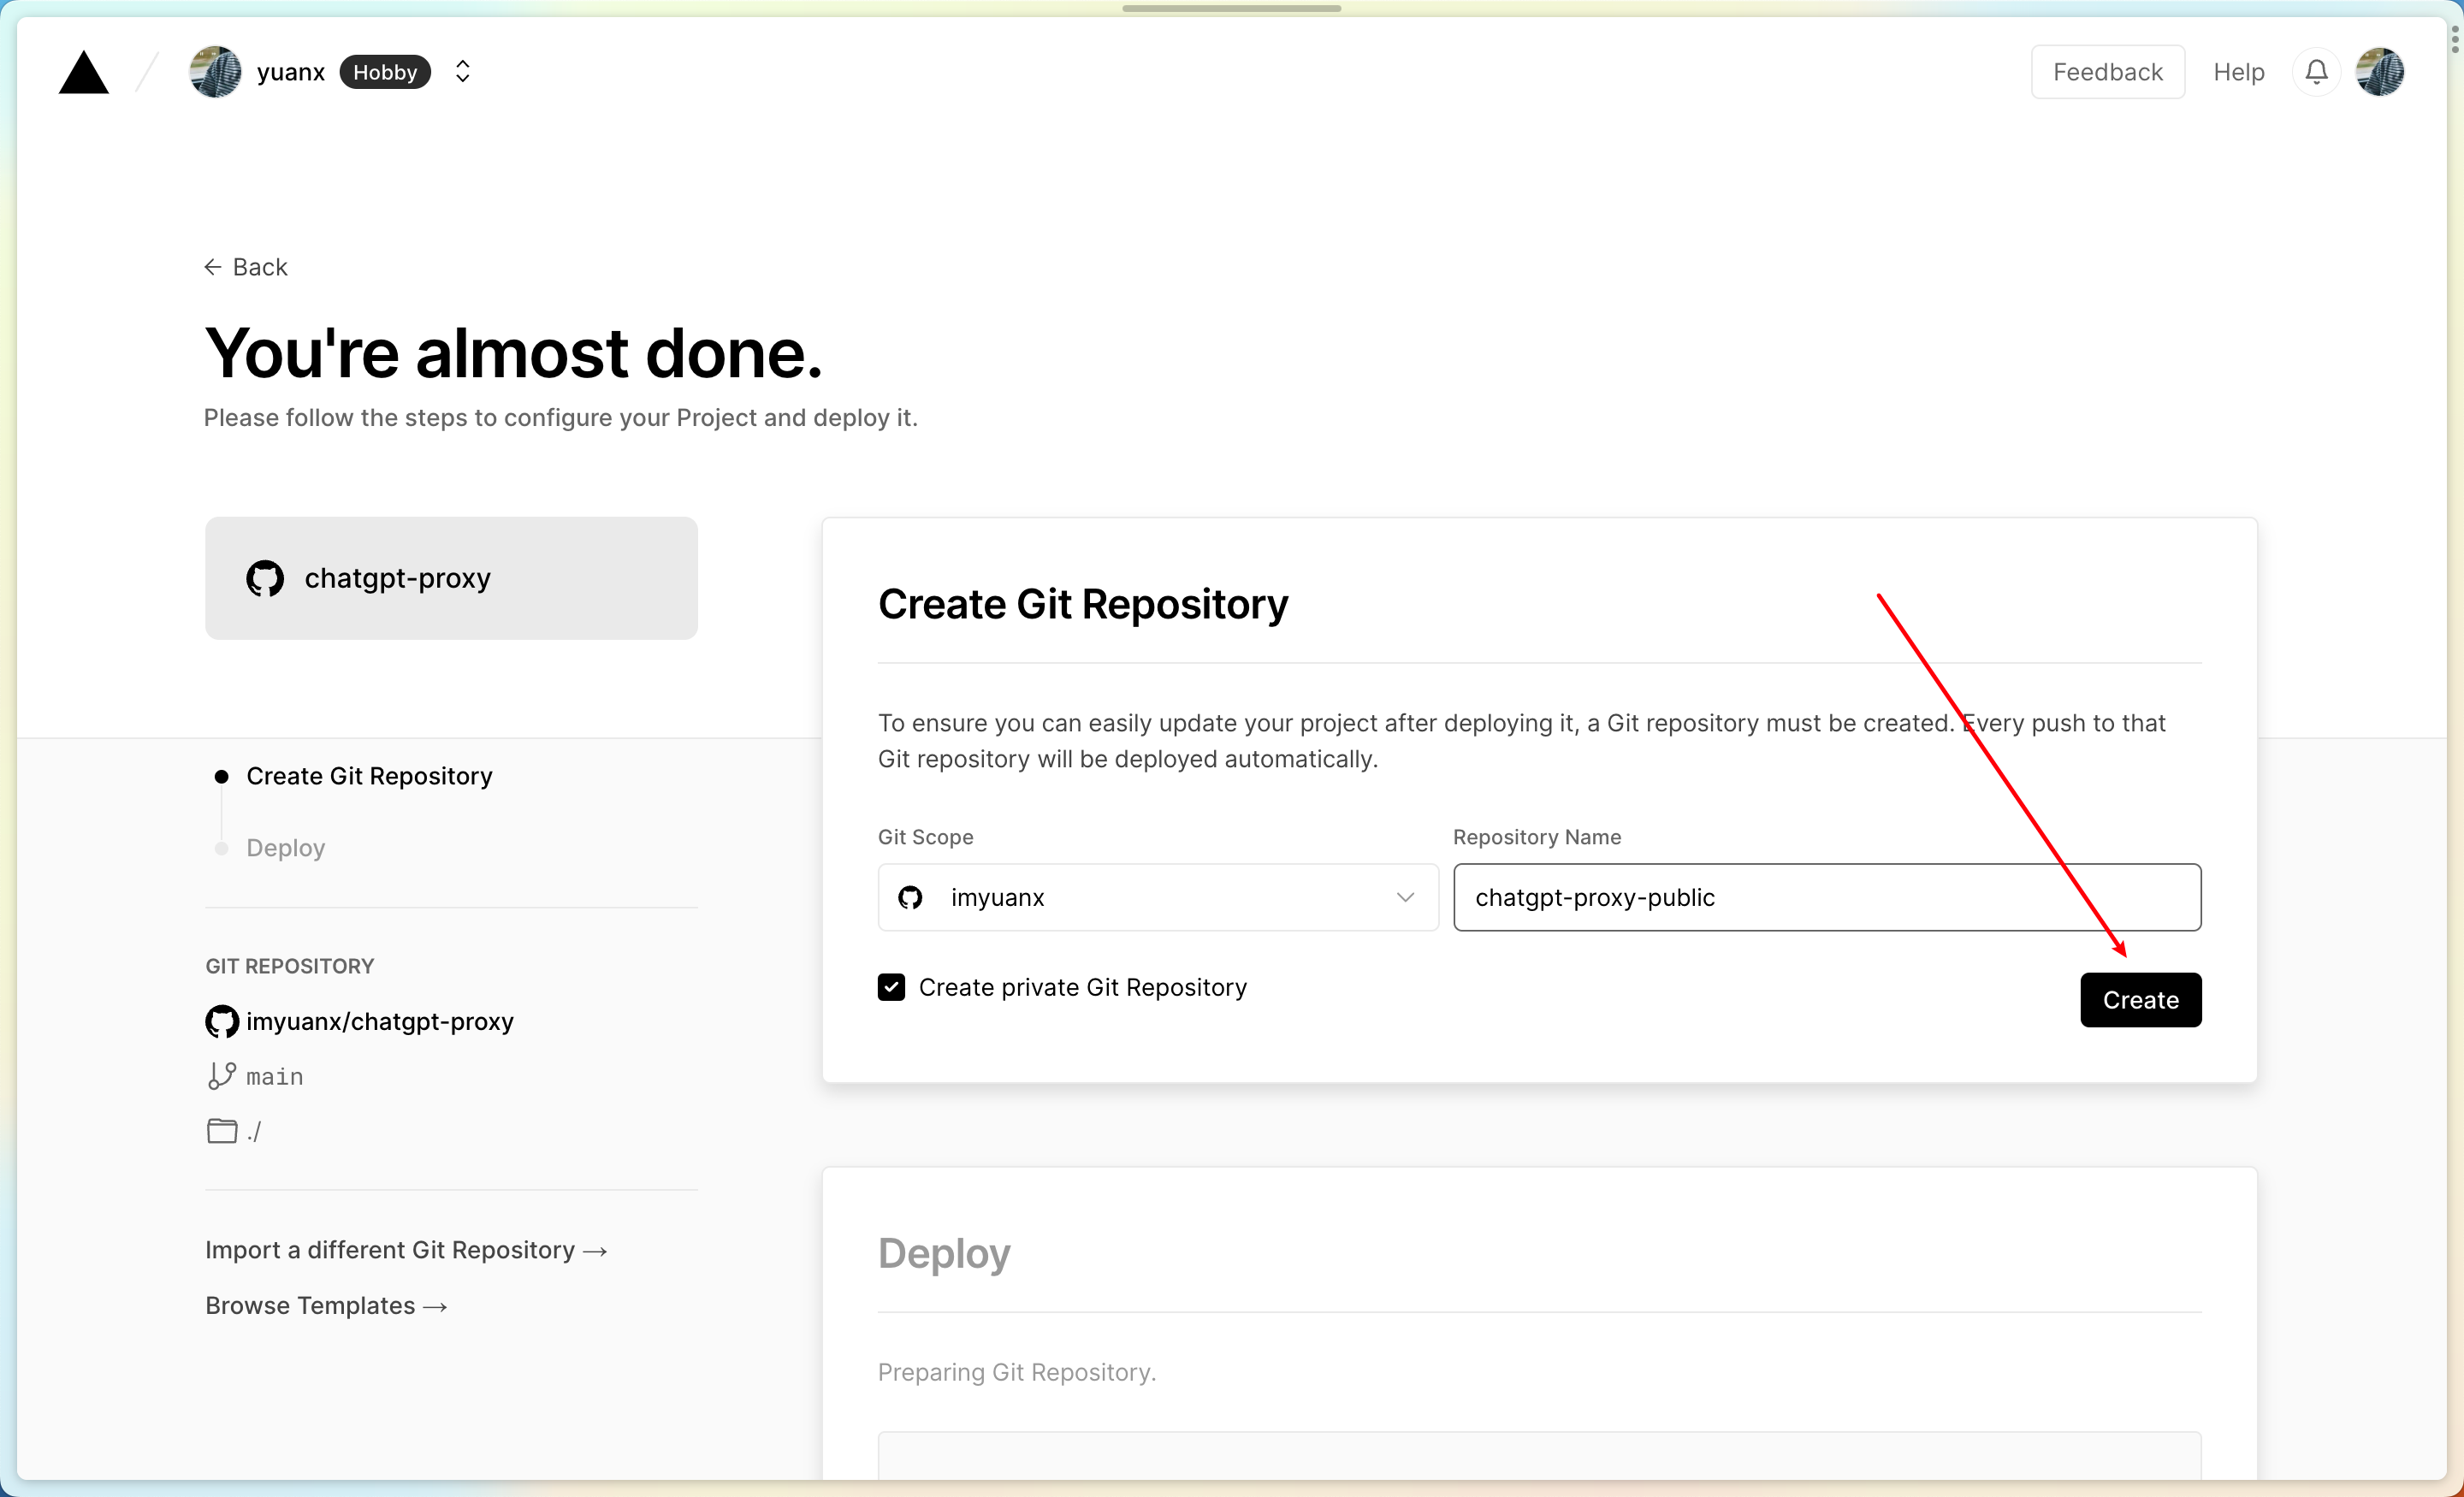 yuanx Hobby
Feedback Help
← Back
You're almost done.
Please follow the steps to configure your Project and deploy it.
chatgpt-proxy
Create Git Repository
Deploy
GIT REPOSITORY
imyuanx/chatgpt-proxy
main
./
Import a different Git Repository →
Browse Templates →
Create Git Repository
To ensure you can easily update your project after deploying it, a Git repository must be created. Every push to that
Git repository will be deployed automatically.
Git Scope
imyuanx
Repository Name
chatgpt-proxy-public
Create private Git Repository
Create
Deploy
Preparing Git Repository.